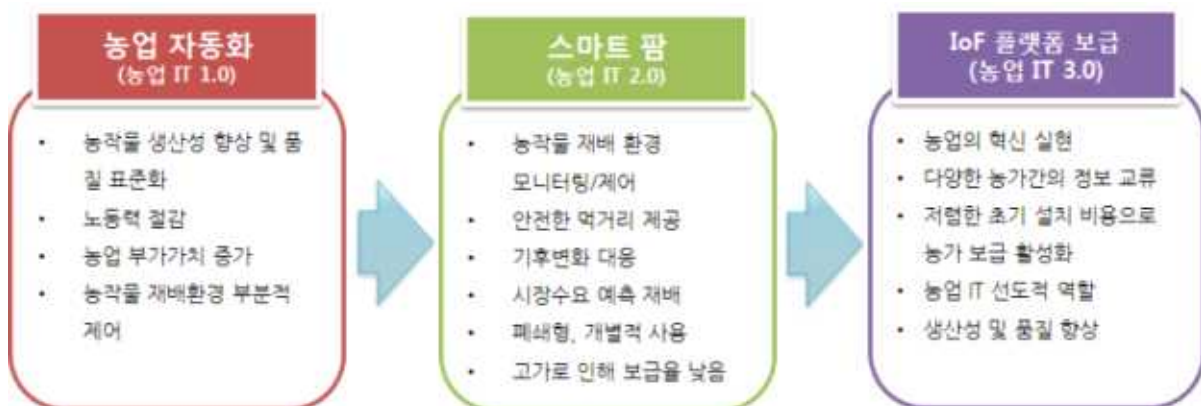 농업 자동화
(농업 IT 1.0)
• 농작물 생산성 향상 및 품
질 표준화
• 노동력 절감
• 농업 부가가치 증가
• 농작물 재배환경 부분적
제어
스마트 팜
(농업 IT 2.0)
• 농작물 재배 환경
모니터링/제어
• 안전한 먹거리 제공
• 기후변화 대응
• 시장수요 예측 재배
• 폐쇄형, 개별적 사용
• 고가로 인해 보급율 낮음
IoF 플랫폼 보급
(농업 IT 3.0)
• 농업의 혁신 실현
• 다양한 농가간의 정보 교류
• 저렴한 초기 설치 비용으로
농가 보급 활성화
• 농업 IT 선도적 역할
• 생산성 및 품질 향상